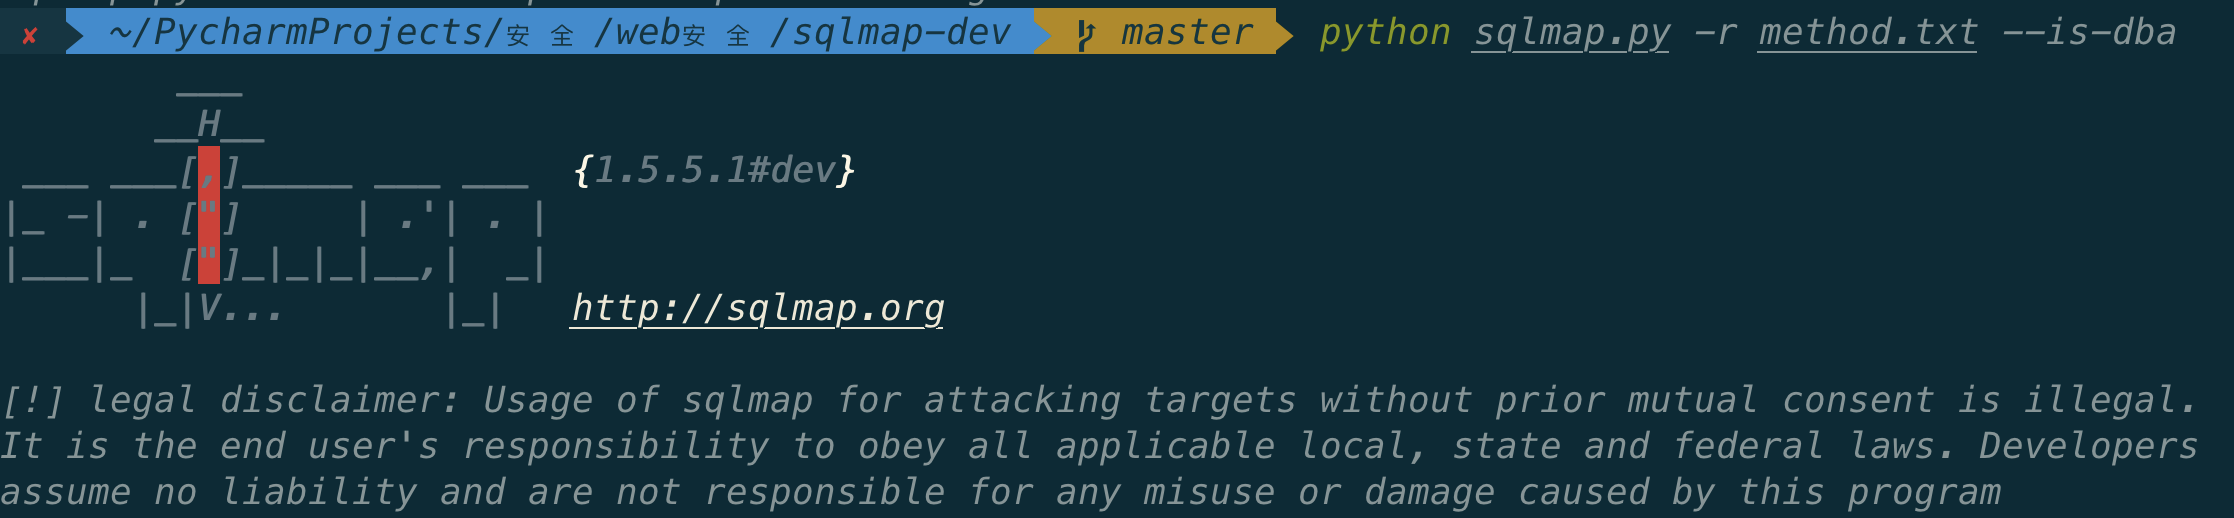 ✘ ~/PycharmProjects/安全/web安全/sqlmap-dev master python sqlmap.py -r method.txt --is-dba
        ___
       __H__
 ___ ___[,]_____ ___ ___  {1.5.5.1#dev}
|_ -| . ["]     | .'| . |
|___|_  ["]_|_|_|__,|  _|
      |_|V...       |_|   http://sqlmap.org
[!] legal disclaimer: Usage of sqlmap for attacking targets without prior mutual consent is illegal.
It is the end user's responsibility to obey all applicable local, state and federal laws. Developers
assume no liability and are not responsible for any misuse or damage caused by this program